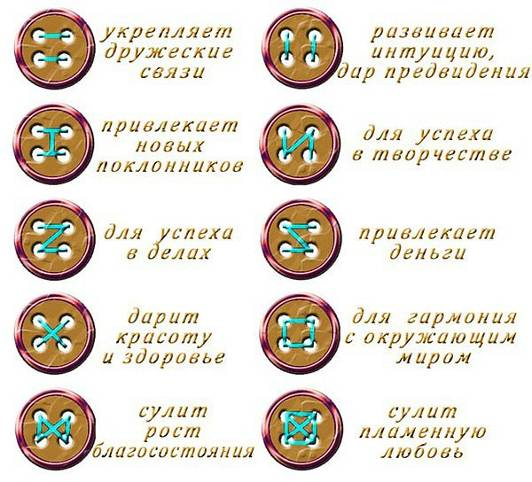 укрепляет
дружеские
связи
развивает
интуицию,
дар предвидения
привлекает
новых
поклонников
для успеха
в творчестве
для успеха
в делах
привлекает
деньги
дарит
красоту
и здоровье
для гармония
с окружающим
миром
сулит
рост
благосостояния
сулит
пламенную
любовь